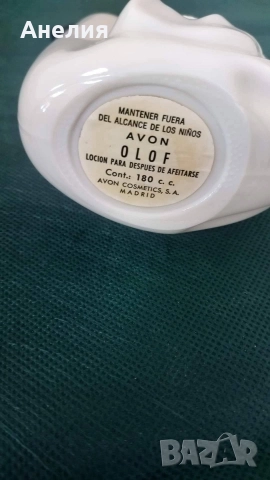 Анелия
MANTENER FUERA
DEL ALCANCE DE LOS NIÑOS
AVON
OLOF
LOCION PARA DESPUES DE AFEITARSE
Cont.: 180 c. c.
AVON COSMETICS, S.A.
MADRID
BAZAR.BG